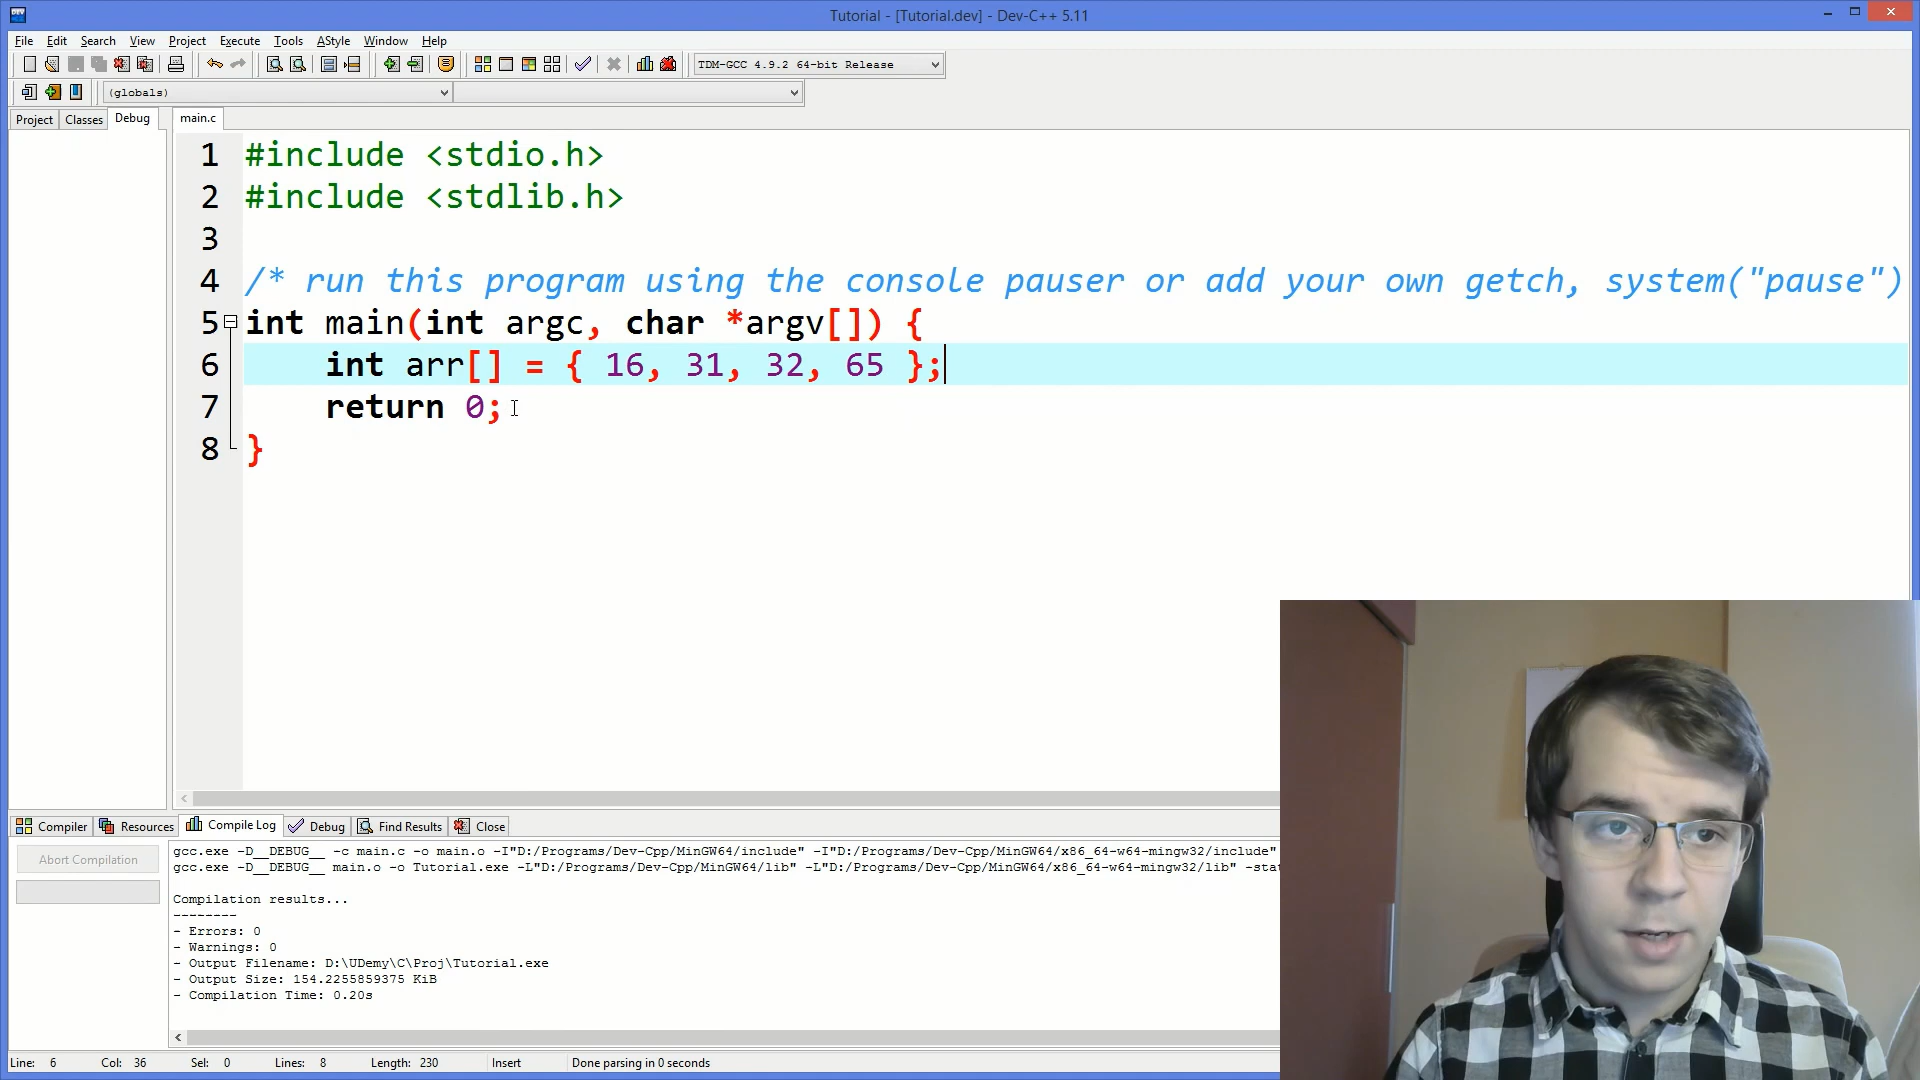 Tutorial - [Tutorial.dev] - Dev-C++ 5.11
File Edit Search View Project Execute Tools AStyle Window Help
TDM-GCC 4.9.2 64-bit Release
(globals)
Project Classes Debug main.c
1 #include <stdio.h>
2 #include <stdlib.h>
3
4 /* run this program using the console pauser or add your own getch, system("pause")
5 int main(int argc, char *argv[]) {
6 int arr[] = { 16, 31, 32, 65 };
7 return 0;
8 }
Compiler Resources Compile Log Debug Find Results Close
Abort Compilation
gcc.exe -D__DEBUG__ -c main.c -o main.o -I"D:/Programs/Dev-Cpp/MinGW64/include" -I"D:/Programs/Dev-Cpp/MinGW64/x86_64-w64-mingw32/include"
gcc.exe -D__DEBUG__ main.o -o Tutorial.exe -L"D:/Programs/Dev-Cpp/MinGW64/lib" -L"D:/Programs/Dev-Cpp/MinGW64/x86_64-w64-mingw32/lib" -sta
Compilation results...
--------
- Errors: 0
- Warnings: 0
- Output Filename: D:\UDemy\C\Proj\Tutorial.exe
- Output Size: 154.2255859375 KiB
- Compilation Time: 0.20s
Line: 6 Col: 36 Sel: 0 Lines: 8 Length: 230 Insert Done parsing in 0 seconds